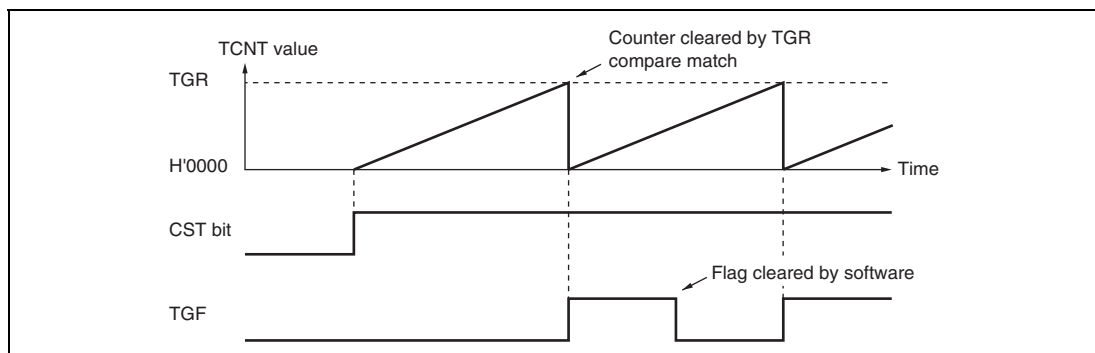 Counter cleared by TGR
compare match
TCNT value
TGR
H'0000
Time
CST bit
Flag cleared by software
TGF